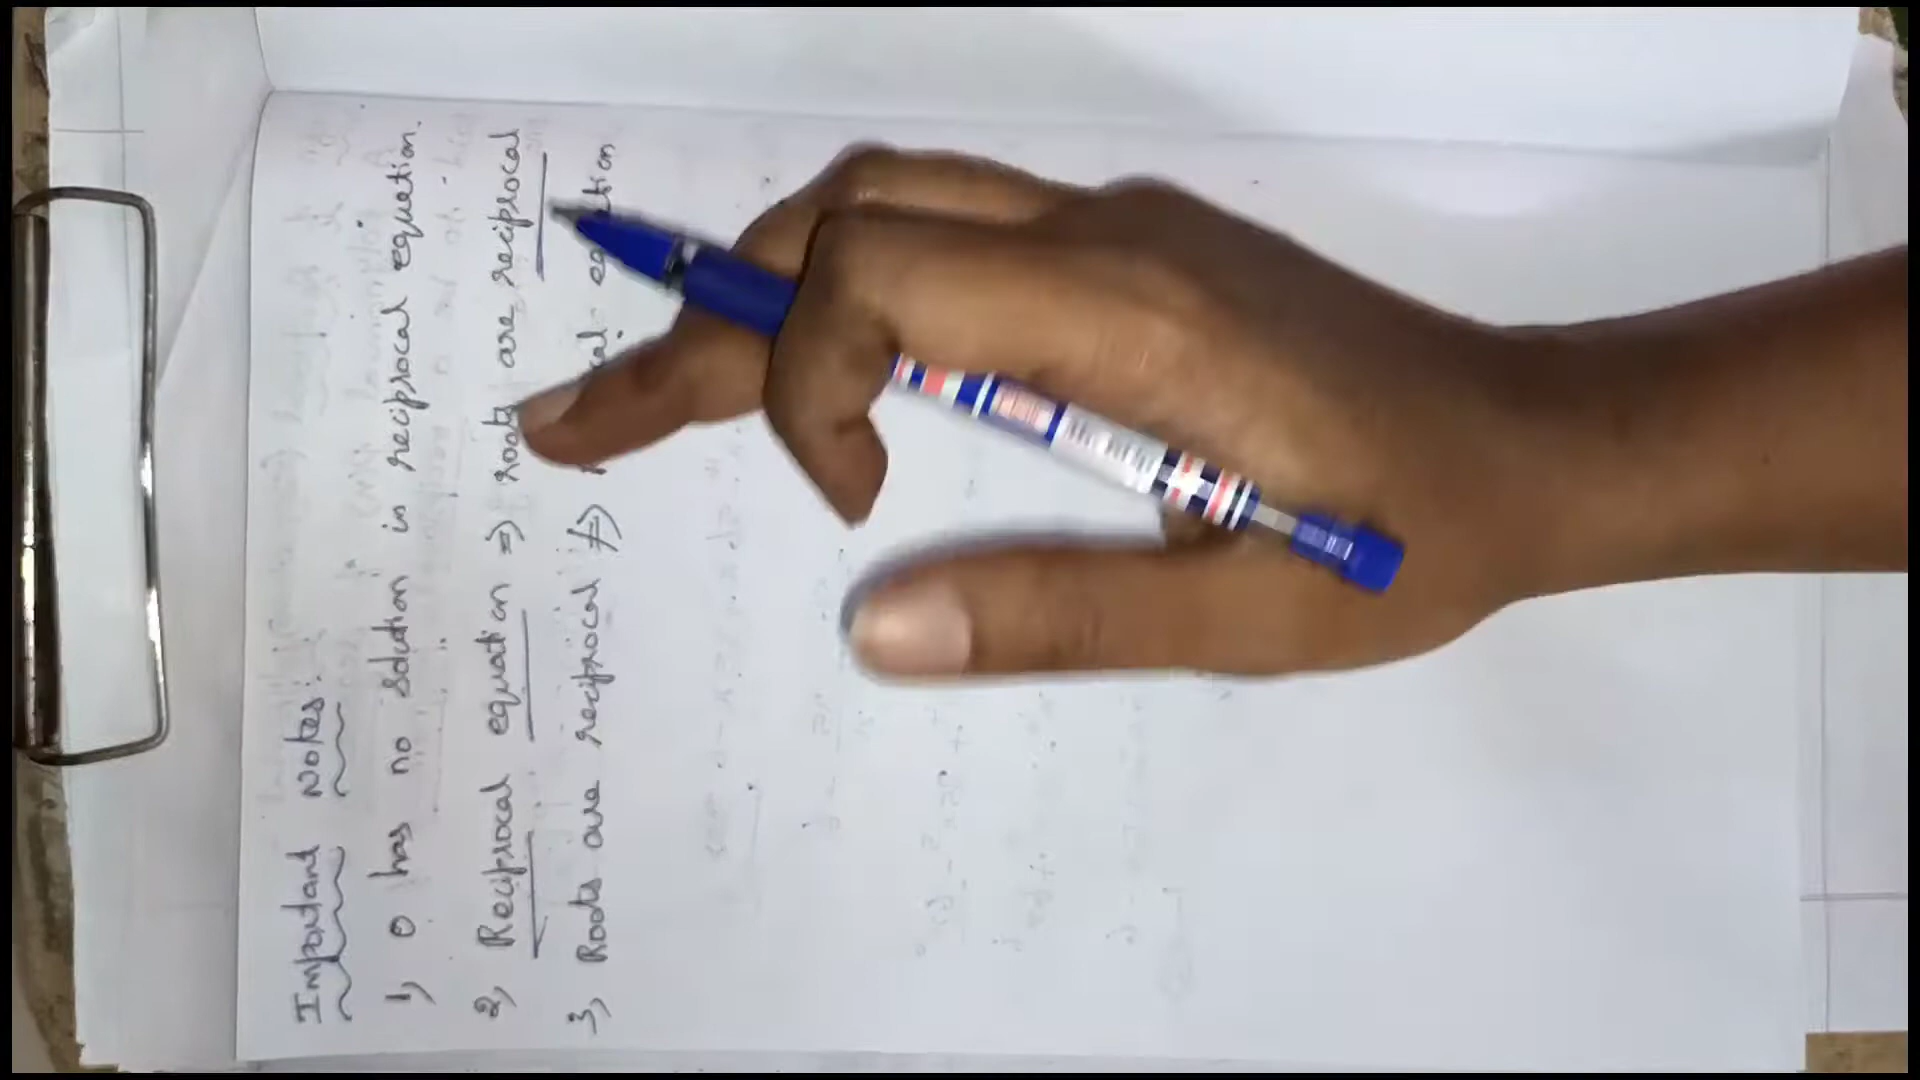 Important Notes:
1, 0 has no solution in reciprocal equation.
2, Reciprocal equation ⇒ roots are reciprocal
3, Roots are reciprocal ⇏